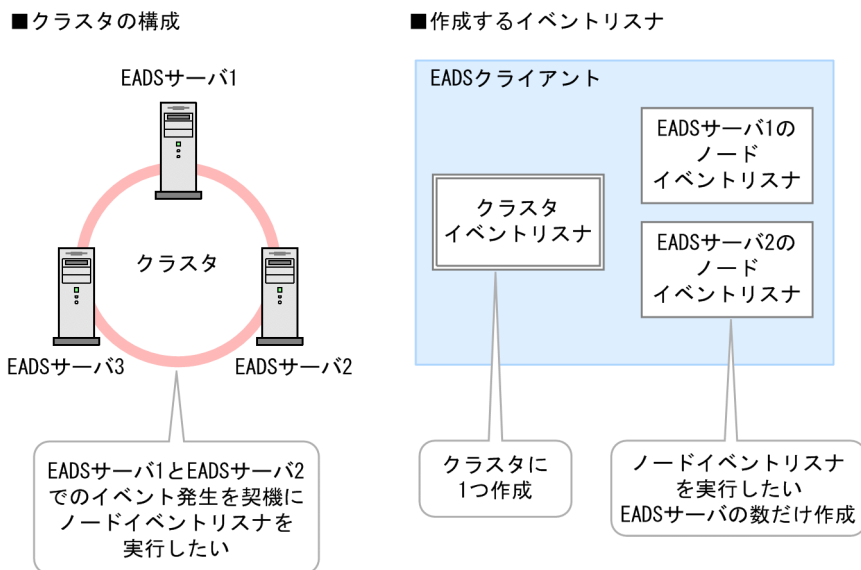 ■クラスタの構成
EADSサーバ1
クラスタ
EADSサーバ3
EADSサーバ2
EADSサーバ1とEADSサーバ2
でのイベント発生を契機に
ノードイベントリスナを
実行したい
■作成するイベントリスナ
EADSクライアント
クラスタ
イベントリスナ
EADSサーバ1の
ノード
イベントリスナ
EADSサーバ2の
ノード
イベントリスナ
クラスタに
1つ作成
ノードイベントリスナ
を実行したい
EADSサーバの数だけ作成